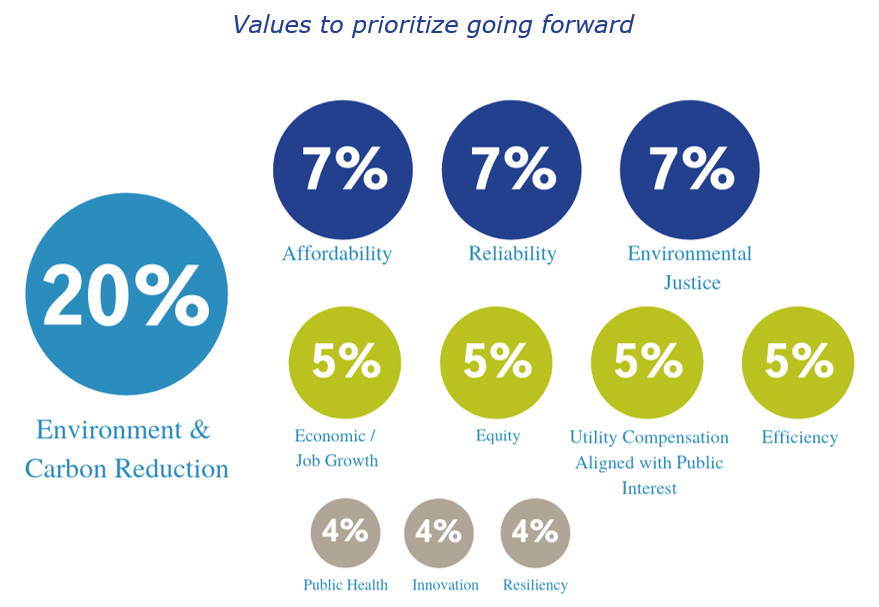 Values to prioritize going forward
20%
Environment &
Carbon Reduction
7%
Affordability
7%
Reliability
7%
Environmental
Justice
5%
Economic /
Job Growth
5%
Equity
5%
Utility Compensation
Aligned with Public
Interest
5%
Efficiency
4%
Public Health
4%
Innovation
4%
Resiliency